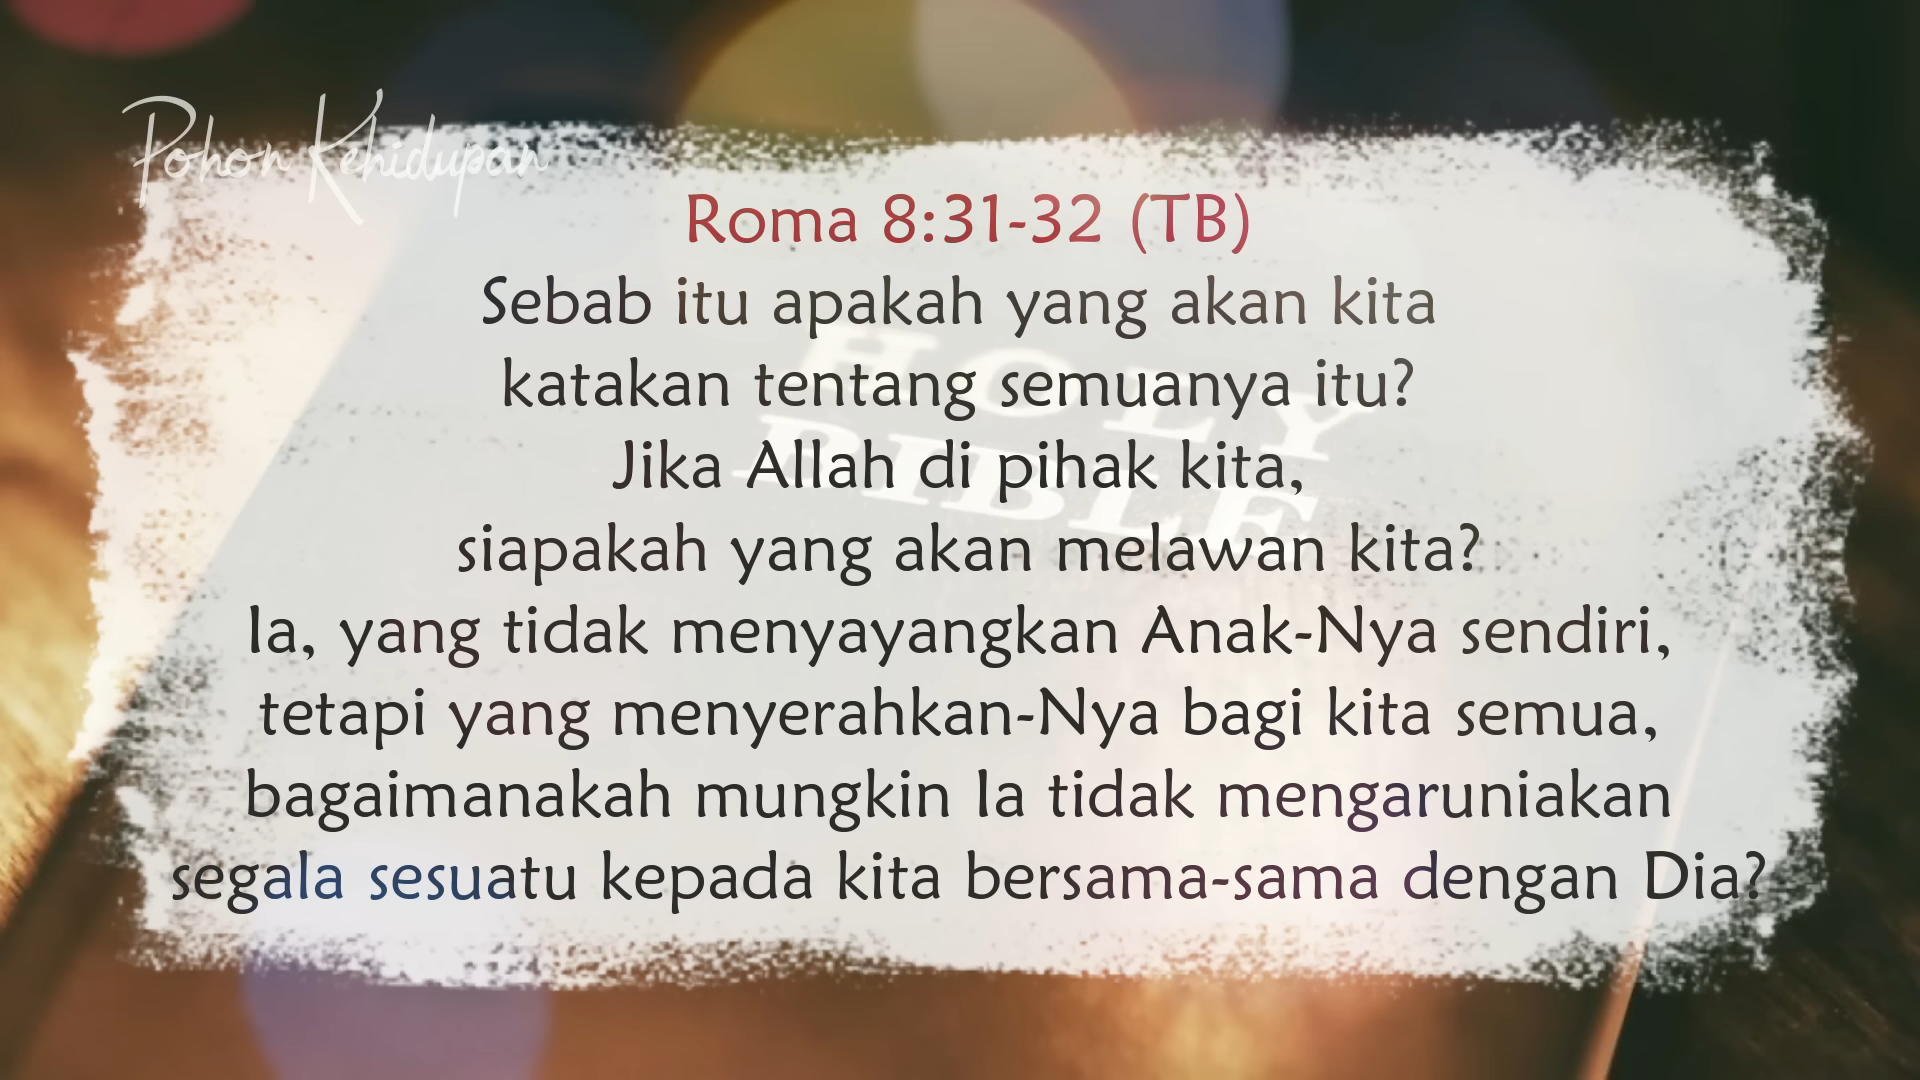 Pohon Kehidupan
Roma 8:31-32 (TB)
Sebab itu apakah yang akan kita
katakan tentang semuanya itu?
Jika Allah di pihak kita,
siapakah yang akan melawan kita?
Ia, yang tidak menyayangkan Anak-Nya sendiri,
tetapi yang menyerahkan-Nya bagi kita semua,
bagaimanakah mungkin Ia tidak mengaruniakan
segala sesuatu kepada kita bersama-sama dengan Dia?
HOLY
BIBLE